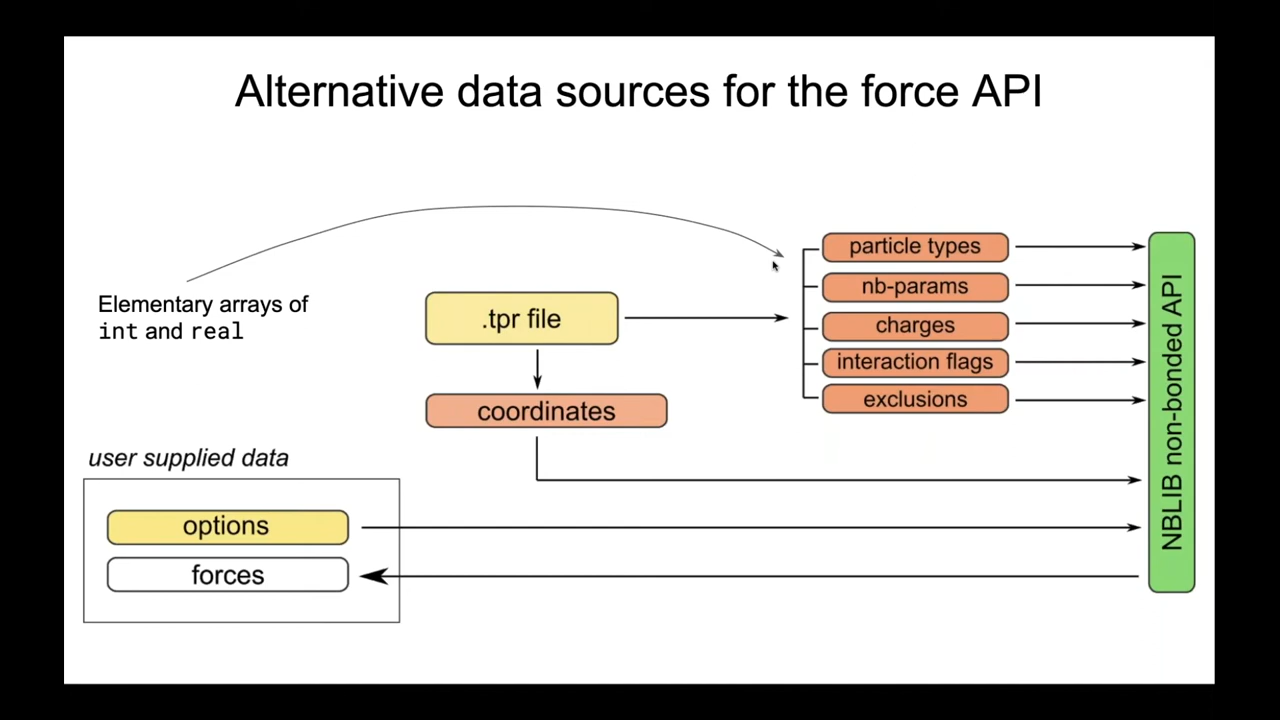 Alternative data sources for the force API
Elementary arrays of
int and real
.tpr file
coordinates
particle types
nb-params
charges
interaction flags
exclusions
NBLIB non-bonded API
user supplied data
options
forces